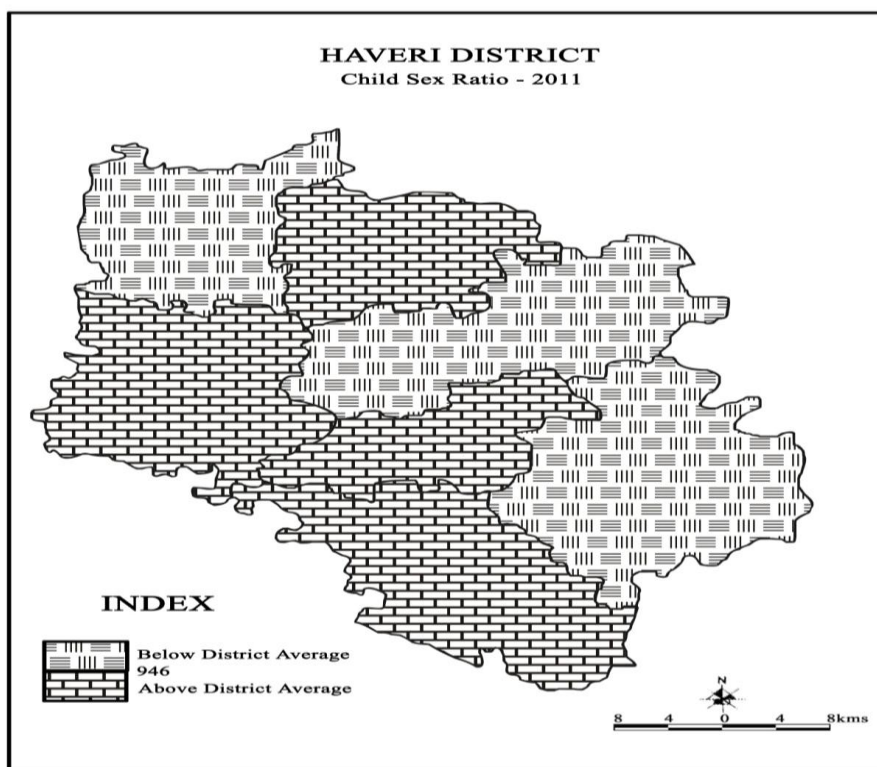 HAVERI DISTRICT
Child Sex Ratio - 2011
INDEX
Below District Average
946
Above District Average
N
8 4 0 4 8kms